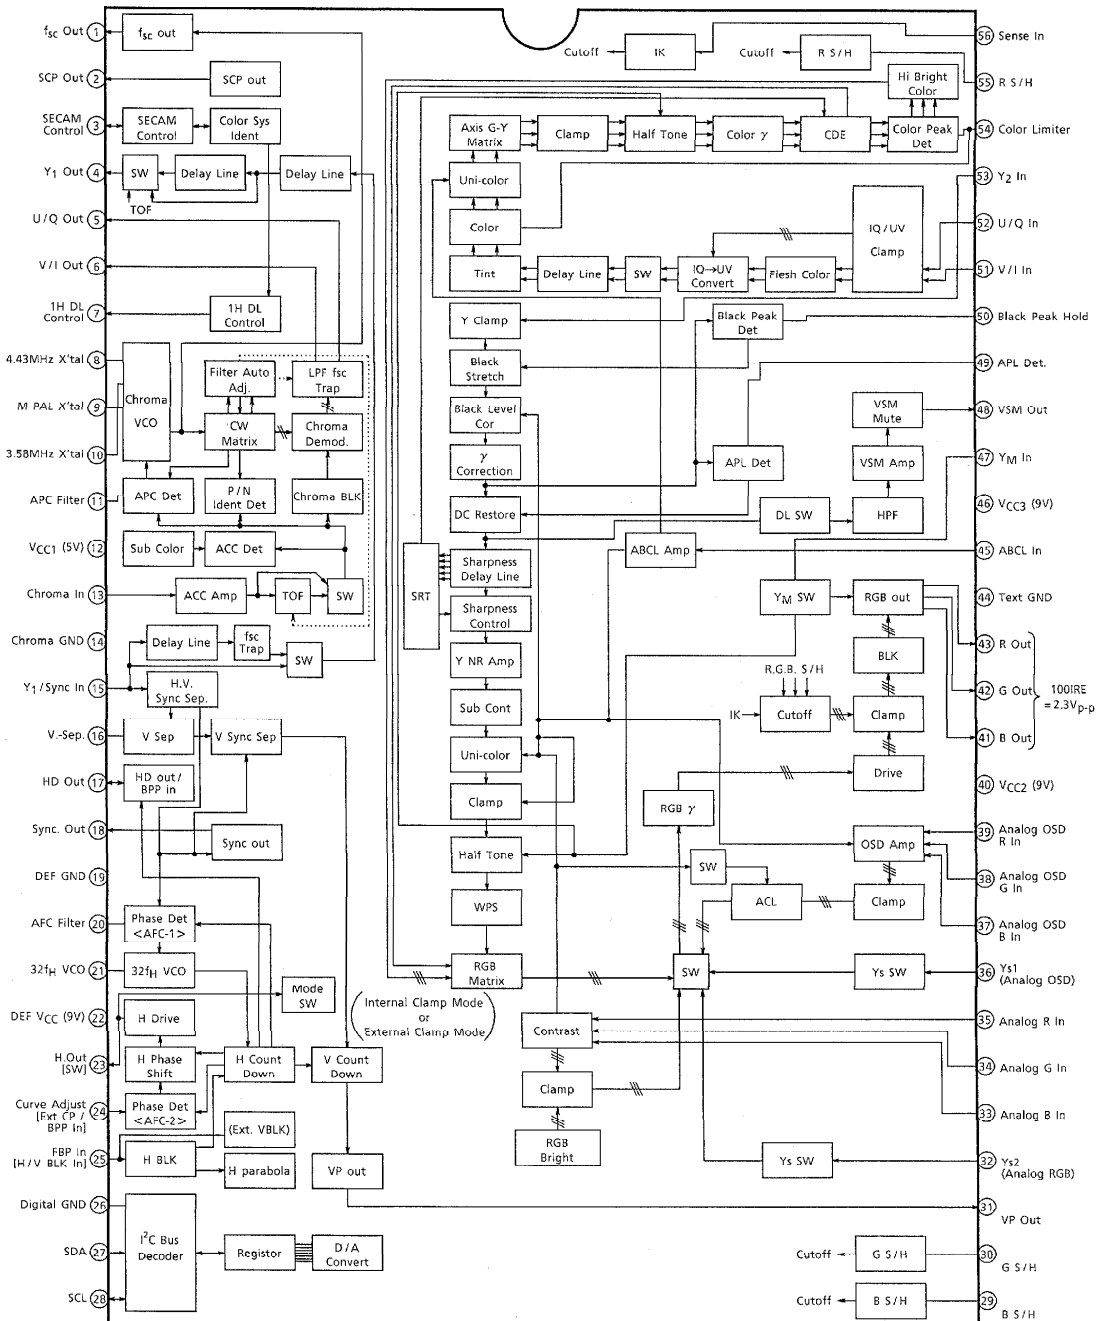 fsc Out 1
fsc out
SCP Out 2
SCP out
SECAM
Control 3
SECAM
Control
Color Sys
Ident
Y1 Out 4
SW
Delay Line
Delay Line
TOF
U/Q Out 5
V/I Out 6
1H DL
Control 7
1H DL
Control
4.43MHz X'tal 8
M PAL X'tal 9
3.58MHz X'tal 10
Chroma
VCO
Filter Auto
Adj.
LPF fsc
Trap
CW
Matrix
Chroma
Demod.
APC Filter 11
APC Det
P/N
Ident Det
Chroma BLK
VCC1 (5V) 12
Sub Color
ACC Det
Chroma In 13
ACC Amp
TOF
SW
Chroma GND 14
Delay Line
fsc
Trap
SW
Y1/Sync In 15
H.V.
Sync Sep.
V.-Sep. 16
V Sep
V Sync Sep
HD Out 17
HD out/
BPP in
Sync. Out 18
Sync out
DEF GND 19
AFC Filter 20
Phase Det
<AFC-1>
32fH VCO 21
32fH VCO
Mode
SW
DEF VCC (9V) 22
H Drive
H.Out
[SW] 23
H Phase
Shift
H Count
Down
V Count
Down
Curve Adjust
[Ext CP /
BPP in] 24
Phase Det
<AFC-2>
(Ext. VBLK)
FBP In
[H/V BLK In] 25
H BLK
H parabola
VP out
Digital GND 26
SDA 27
SCL 28
I2C Bus
Decoder
Registor
D/A
Convert
Cutoff
IK
Cutoff
R S/H
56 Sense In
55 R S/H
Hi Bright
Color
Axis G-Y
Matrix
Clamp
Half Tone
Color γ
CDE
Color Peak
Det
54 Color Limiter
Uni-color
53 Y2 In
Color
IQ/UV
Clamp
52 U/Q In
Tint
Delay Line
SW
IQ→UV
Convert
Flesh Color
51 V/I In
Y Clamp
Black Peak
Det
50 Black Peak Hold
Black
Stretch
49 APL Det.
Black Level
Cor
VSM
Mute
48 VSM Out
γ
Correction
APL Det
VSM Amp
47 YM In
DC Restore
DL SW
HPF
46 VCC3 (9V)
SRT
Sharpness
Delay Line
ABCL Amp
45 ABCL In
Sharpness
Control
YM SW
RGB out
44 Text GND
Y NR Amp
BLK
43 R Out
R.G.B. S/H
Sub Cont
IK
Cutoff
Clamp
42 G Out
100IRE
= 2.3Vp-p
Uni-color
Drive
41 B Out
Clamp
RGB γ
40 VCC2 (9V)
Half Tone
SW
OSD Amp
39 Analog OSD
R In
WPS
ACL
Clamp
38 Analog OSD
G In
37 Analog OSD
B In
RGB
Matrix
SW
Ys SW
36 Ys1
(Analog OSD)
(Internal Clamp Mode
or
External Clamp Mode)
Contrast
35 Analog R In
34 Analog G In
Clamp
33 Analog B In
RGB
Bright
Ys SW
32 Ys2
(Analog RGB)
31
VP Out
Cutoff
G S/H
30
G S/H
Cutoff
B S/H
29
B S/H